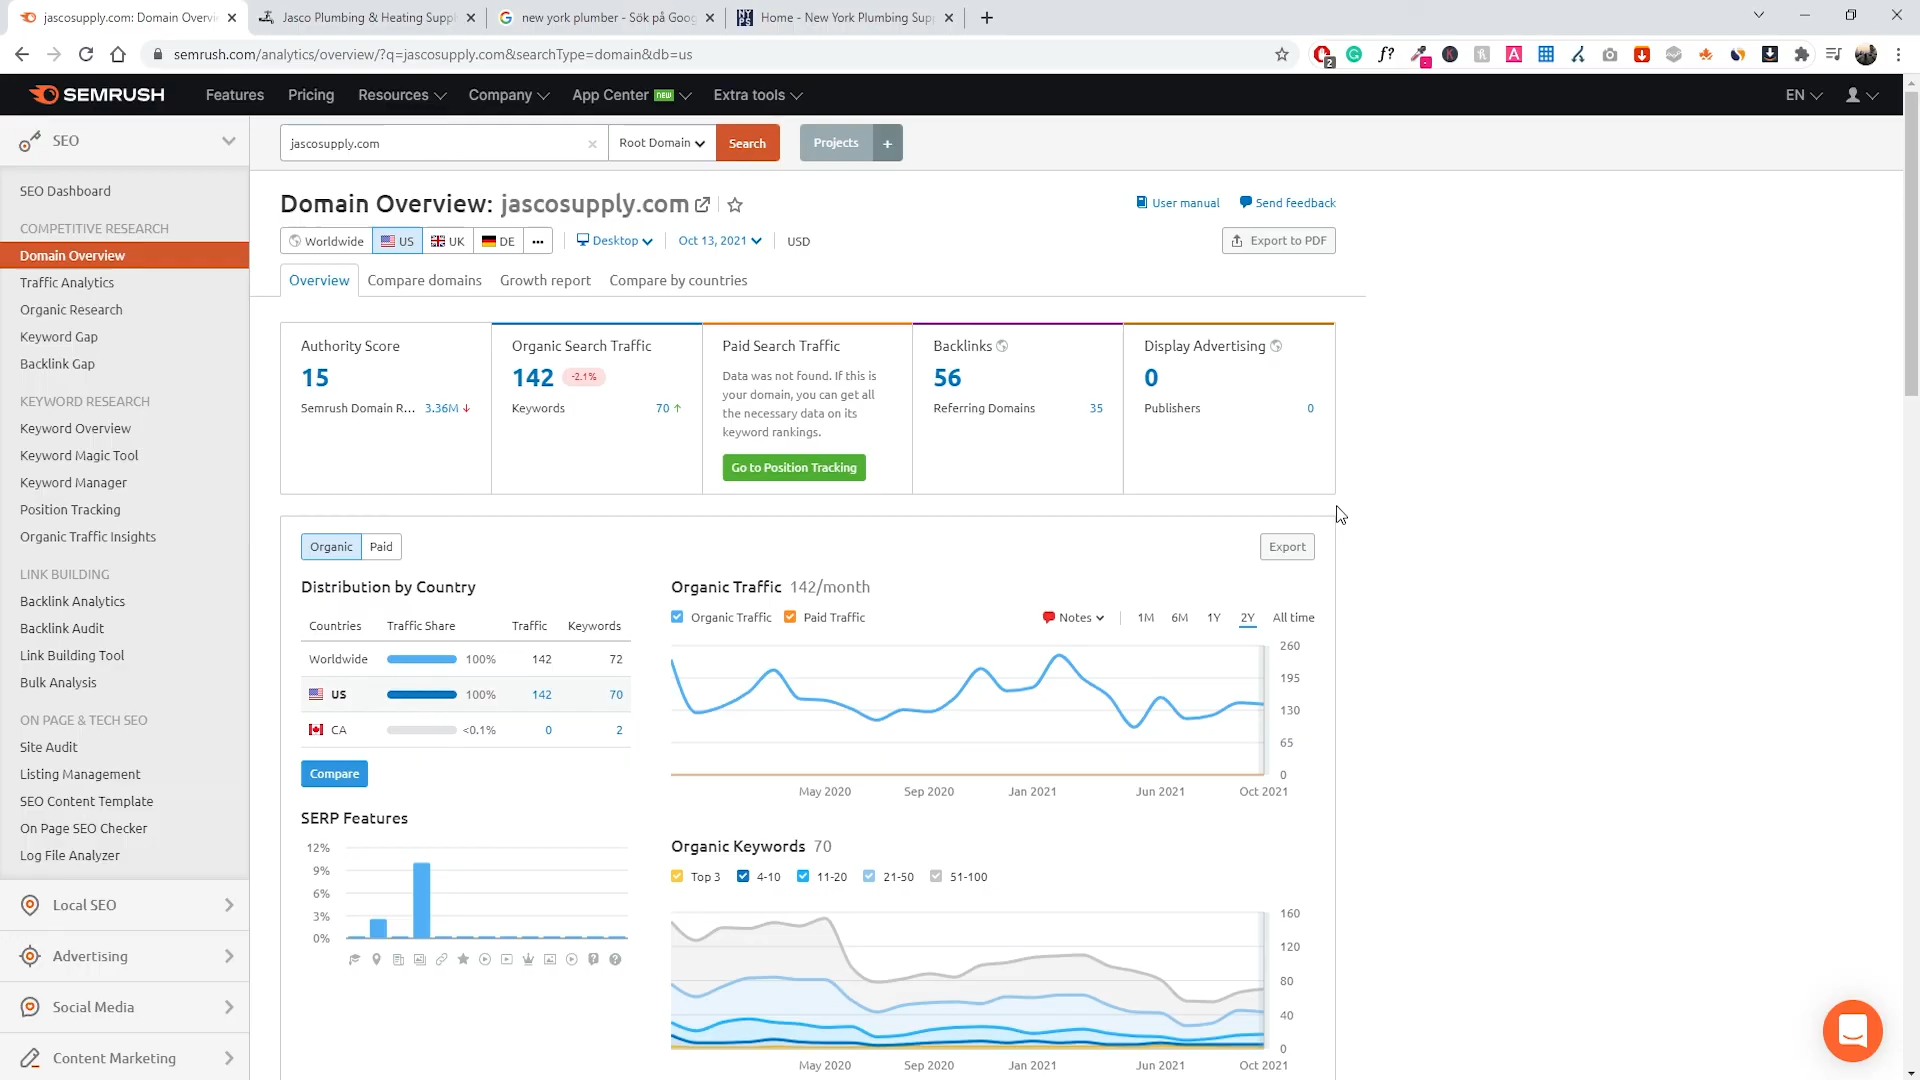 jascosupply.com: Domain Overvi
Jasco Plumbing & Heating Suppl
new york plumber - Sök på Goog
Home - New York Plumbing Supp
semrush.com/analytics/overview/?q=jascosupply.com&searchType=domain&db=us
SEMRUSH
Features
Pricing
Resources
Company
App Center NEW
Extra tools
EN
SEO
jascosupply.com
Root Domain
Search
Projects
+
SEO Dashboard
COMPETITIVE RESEARCH
Domain Overview
Traffic Analytics
Organic Research
Keyword Gap
Backlink Gap
KEYWORD RESEARCH
Keyword Overview
Keyword Magic Tool
Keyword Manager
Position Tracking
Organic Traffic Insights
LINK BUILDING
Backlink Analytics
Backlink Audit
Link Building Tool
Bulk Analysis
ON PAGE & TECH SEO
Site Audit
Listing Management
SEO Content Template
On Page SEO Checker
Log File Analyzer
Local SEO
Advertising
Social Media
Content Marketing
Domain Overview: jascosupply.com
User manual
Send feedback
Worldwide
US
UK
DE
...
Desktop
Oct 13, 2021
USD
Export to PDF
Overview
Compare domains
Growth report
Compare by countries
Authority Score
15
Semrush Domain R... 3.36M
Organic Search Traffic
142 -2.1%
Keywords 70
Paid Search Traffic
Data was not found. If this is
your domain, you can get all
the necessary data on its
keyword rankings.
Go to Position Tracking
Backlinks
56
Referring Domains 35
Display Advertising
0
Publishers 0
Organic
Paid
Export
Distribution by Country
Countries Traffic Share Traffic Keywords
Worldwide 100% 142 72
US 100% 142 70
CA <0.1% 0 2
Compare
SERP Features
12%
9%
6%
3%
0%
Organic Traffic 142/month
Organic Traffic
Paid Traffic
Notes
1M
6M
1Y
2Y
All time
260
195
130
65
0
May 2020
Sep 2020
Jan 2021
Jun 2021
Oct 2021
Organic Keywords 70
Top 3
4-10
11-20
21-50
51-100
160
120
80
40
0
May 2020
Sep 2020
Jan 2021
Jun 2021
Oct 2021